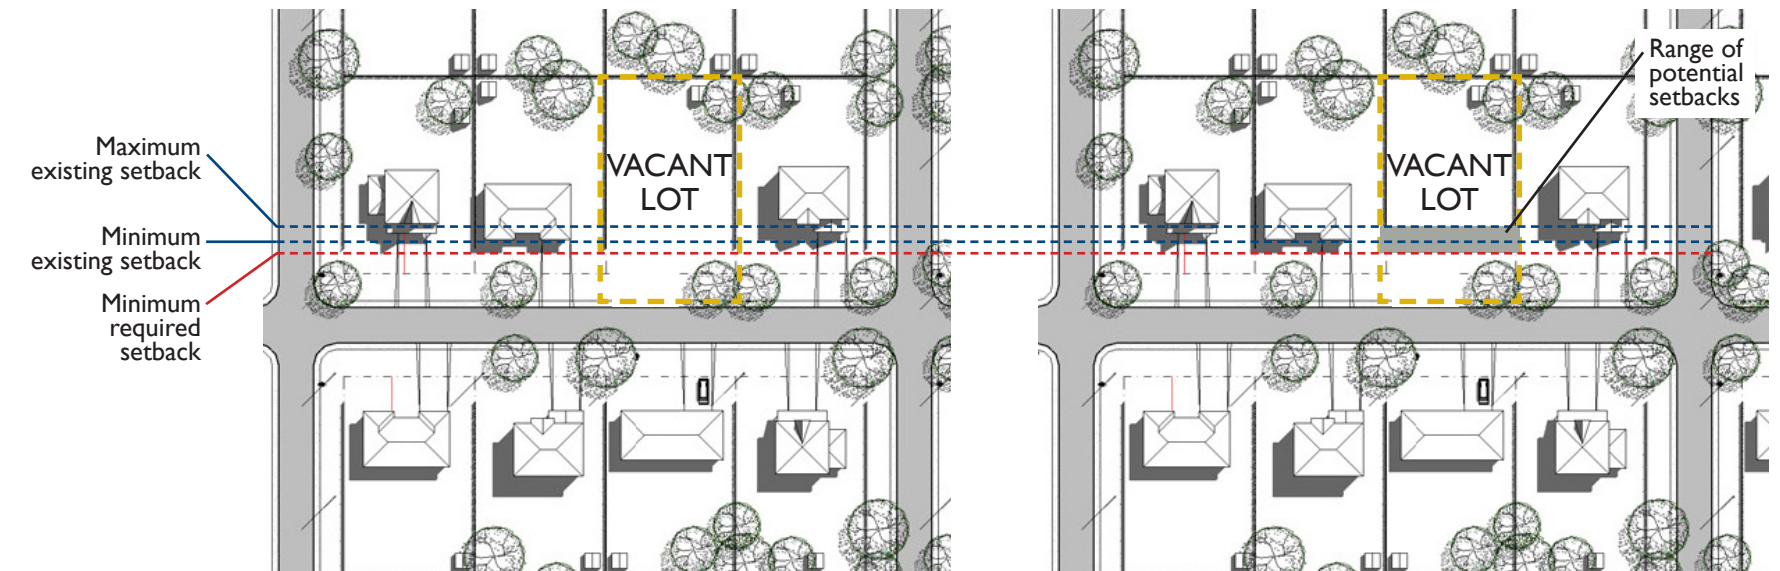 Maximum
existing setback
Minimum
existing setback
Minimum
required
setback
VACANT
LOT
VACANT
LOT
Range of
potential
setbacks